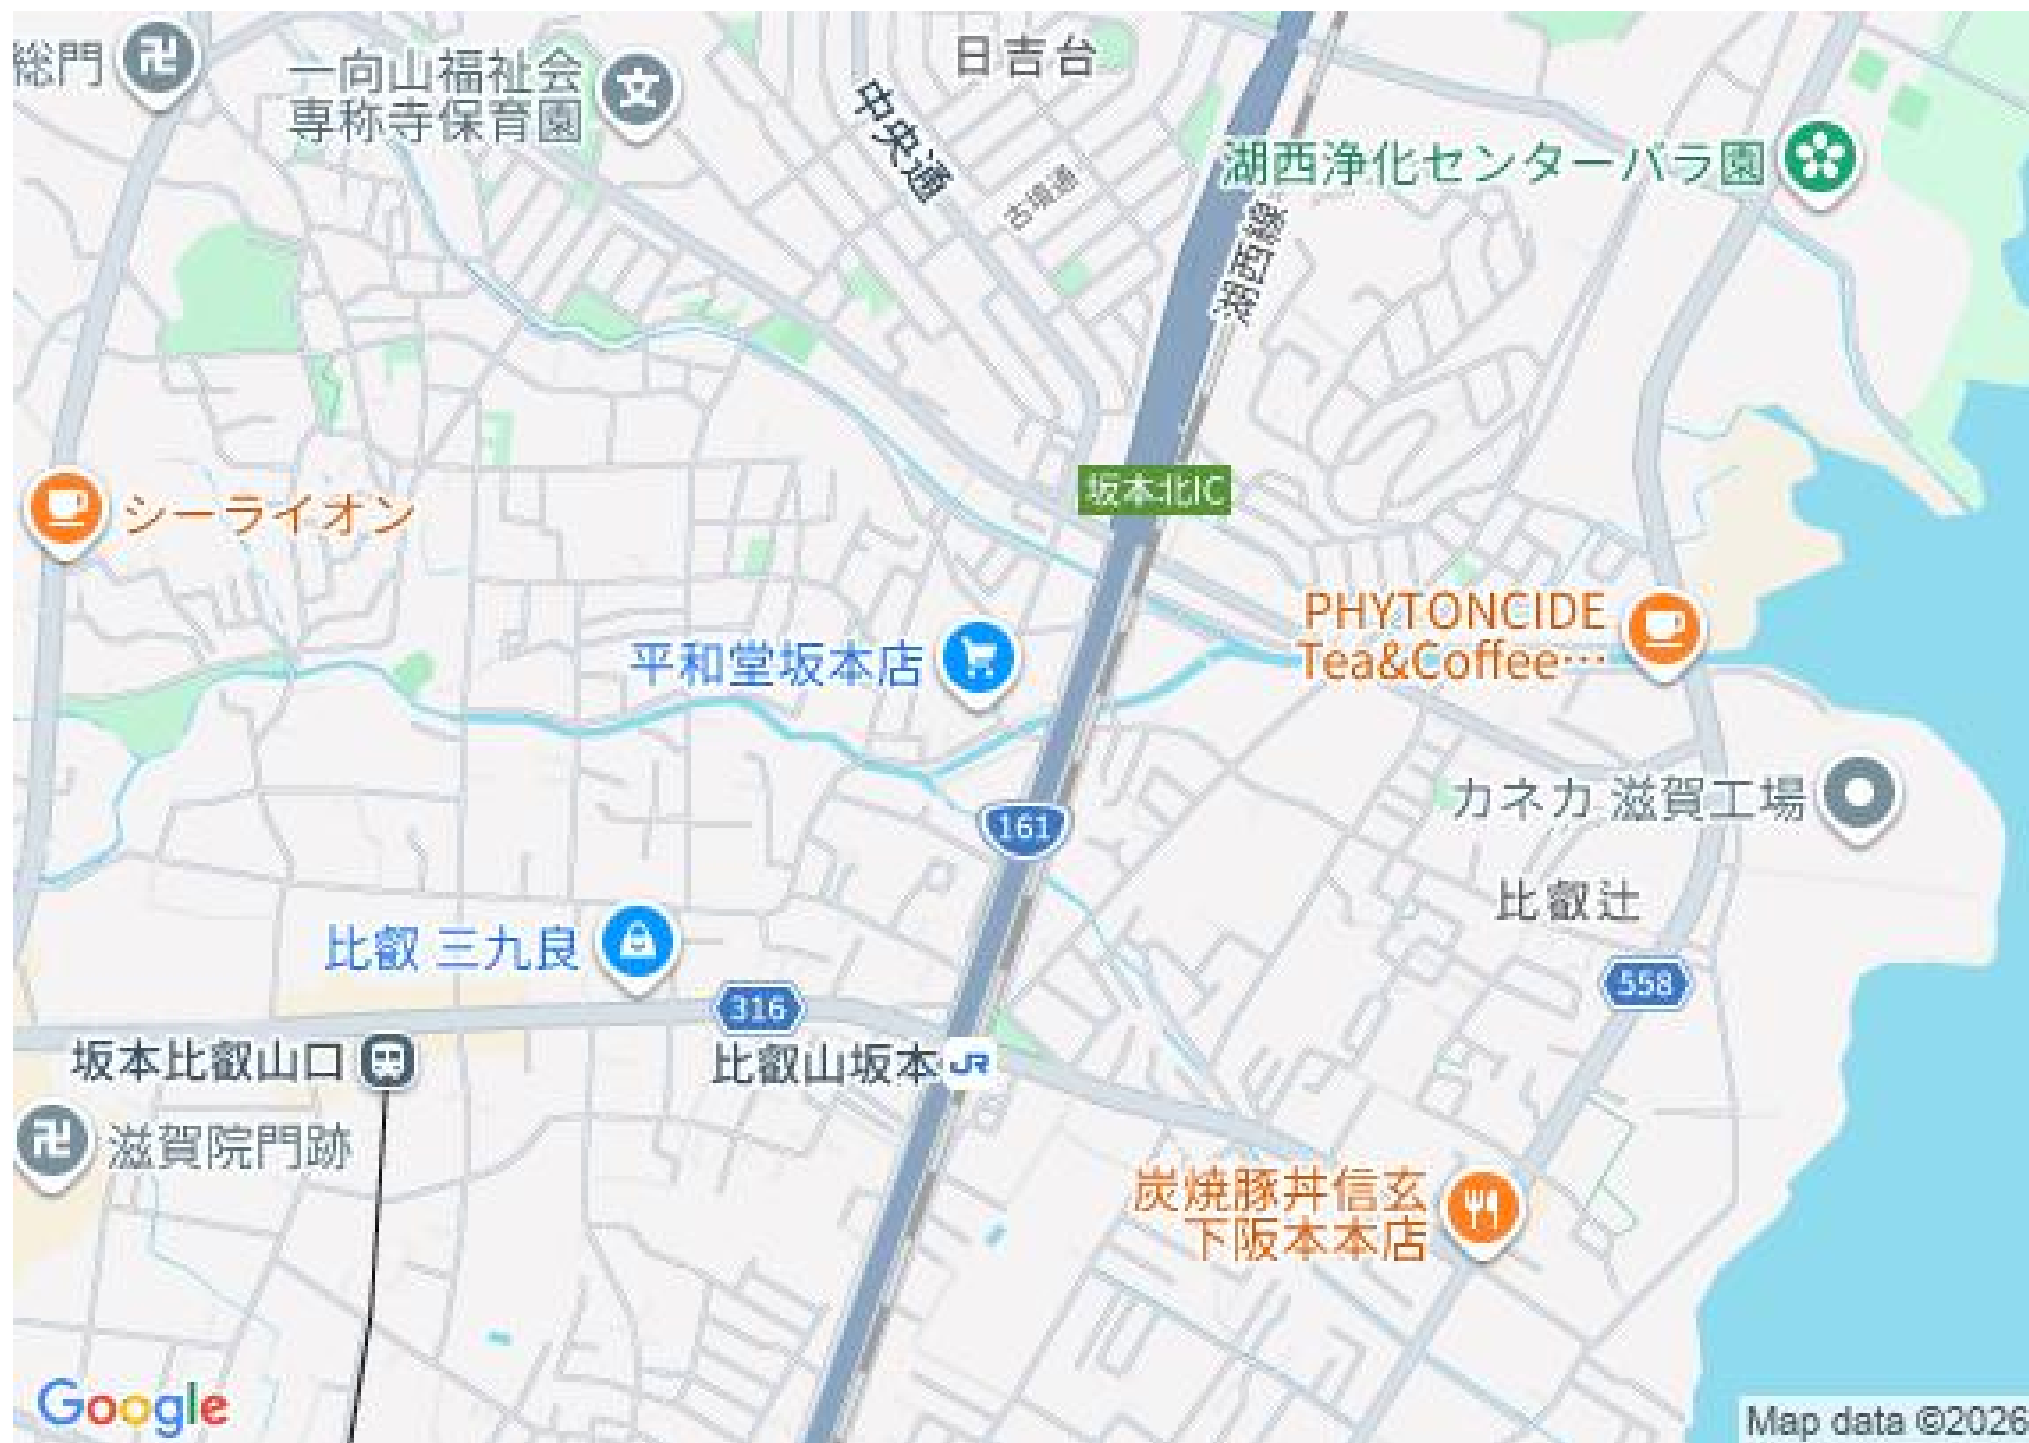 総門
一向山福祉会
専称寺保育園
日吉台
中央通
古墳通
湖西浄化センターバラ園
湖西線
坂本北IC
シーライオン
PHYTONCIDE
Tea&Coffee…
平和堂坂本店
カネカ 滋賀工場
161
比叡辻
比叡 三九良
558
316
坂本比叡山口
比叡山坂本 JR
滋賀院門跡
炭焼豚丼信玄
下阪本本店
Google
Map data ©2026